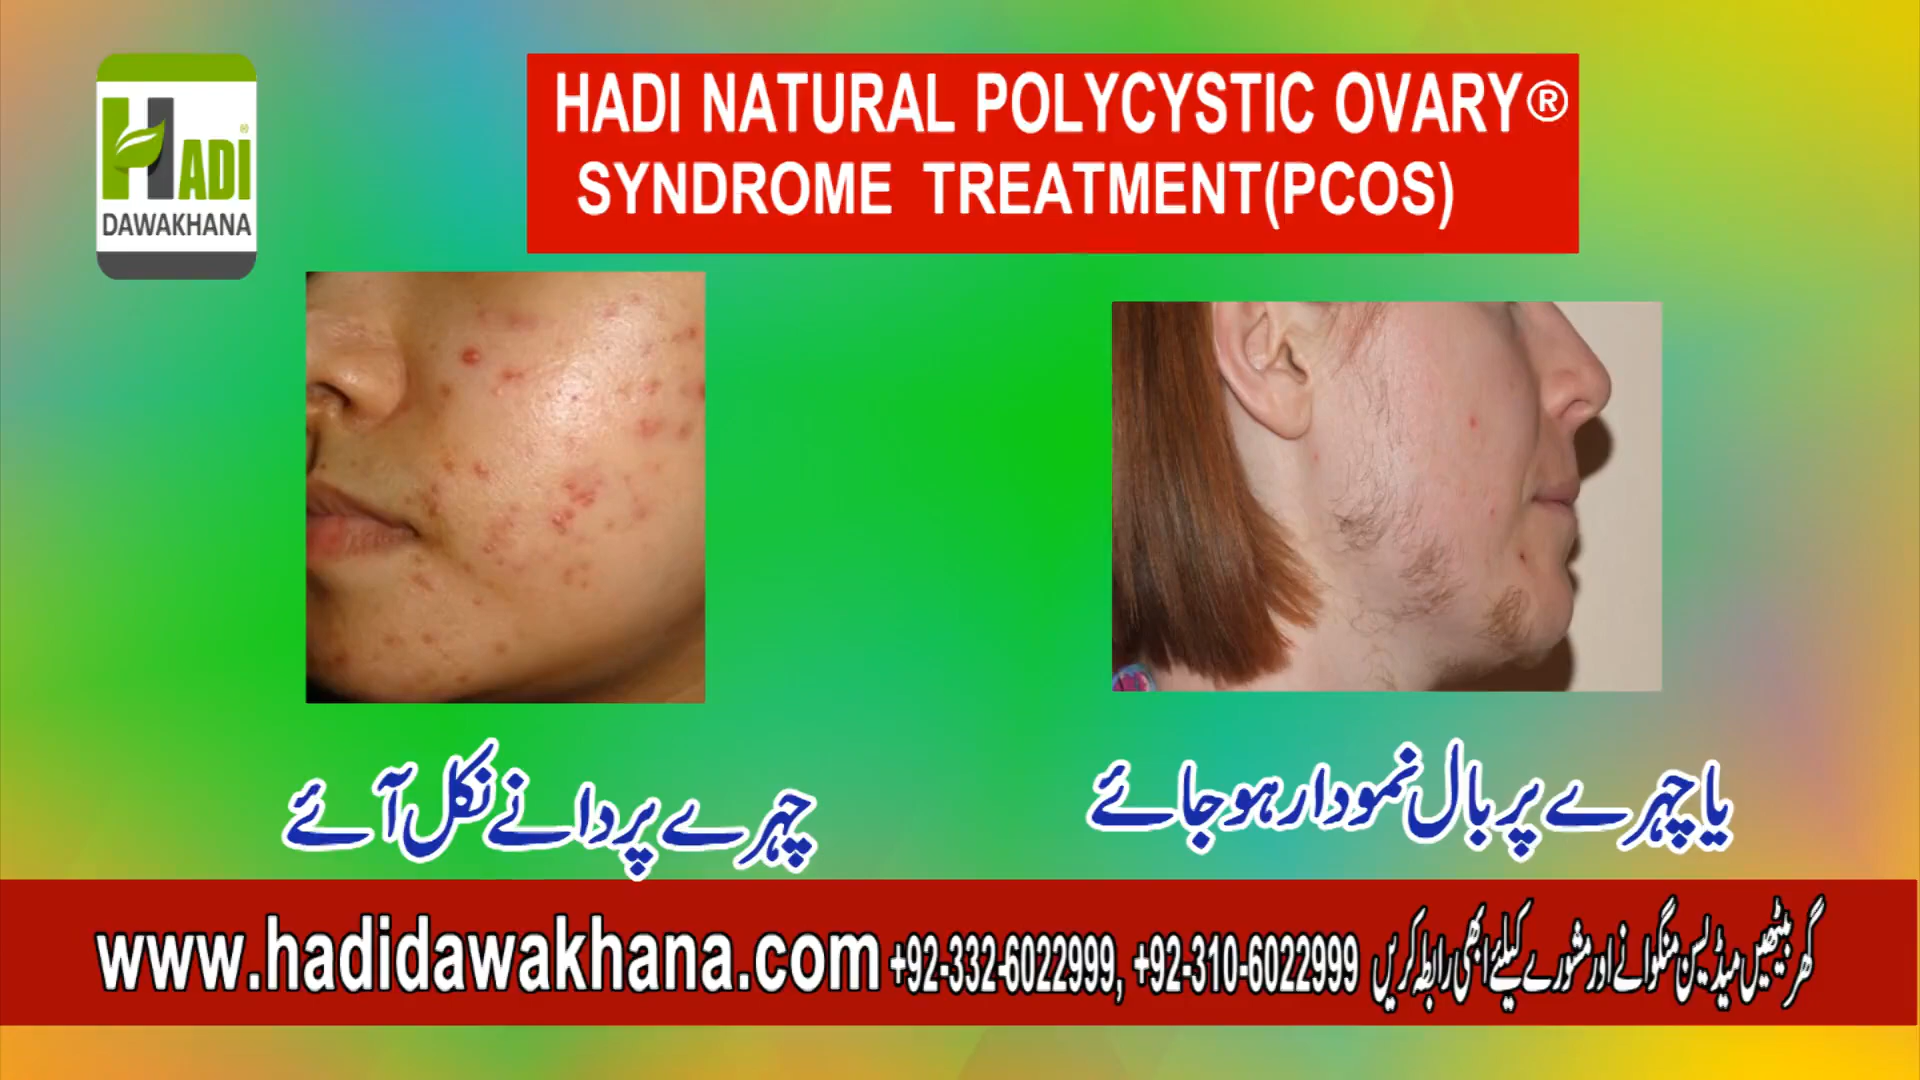 HADI®
DAWAKHANA
HADI NATURAL POLYCYSTIC OVARY®
SYNDROME TREATMENT(PCOS)
چہرے پر دانے نکل آئے
یا چہرے پر بال نمودار ہو جائے
www.hadidawakhana.com +92-332-6022999, +92-310-6022999 گھر بیٹھیں میڈیسن منگوانے اور مشورے کیلئے ابھی رابطہ کریں